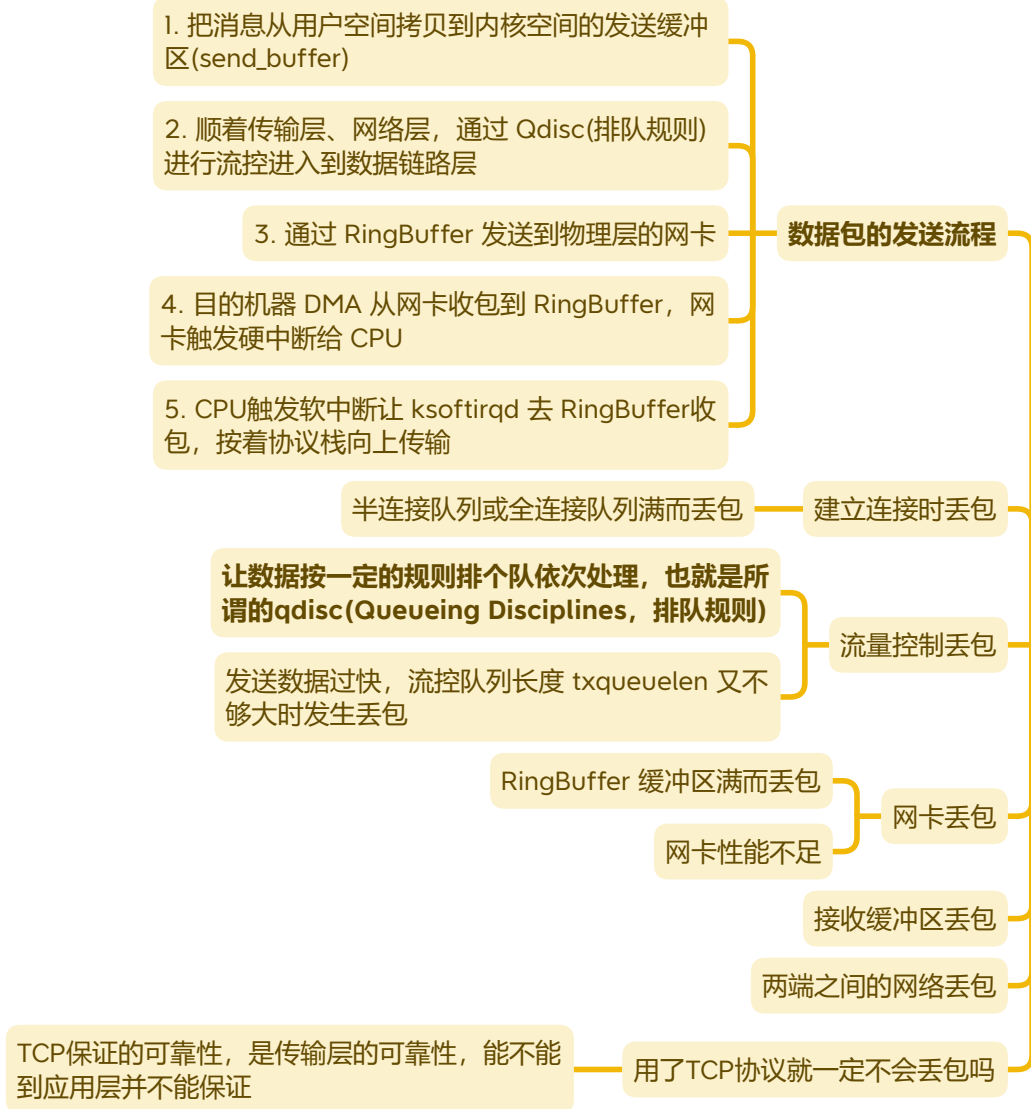 数据包的发送流程
1. 把消息从用户空间拷贝到内核空间的发送缓冲
区(send_buffer)
2. 顺着传输层、网络层，通过 Qdisc(排队规则)
进行流控进入到数据链路层
3. 通过 RingBuffer 发送到物理层的网卡
4. 目的机器 DMA 从网卡收包到 RingBuffer，网
卡触发硬中断给 CPU
5. CPU触发软中断让 ksoftirqd 去 RingBuffer收
包，按着协议栈向上传输
建立连接时丢包
半连接队列或全连接队列满而丢包
流量控制丢包
让数据按一定的规则排个队依次处理，也就是所
谓的qdisc(Queueing Disciplines，排队规则)
发送数据过快，流控队列长度 txqueuelen 又不
够大时发生丢包
网卡丢包
RingBuffer 缓冲区满而丢包
网卡性能不足
接收缓冲区丢包
两端之间的网络丢包
用了TCP协议就一定不会丢包吗
TCP保证的可靠性，是传输层的可靠性，能不能
到应用层并不能保证